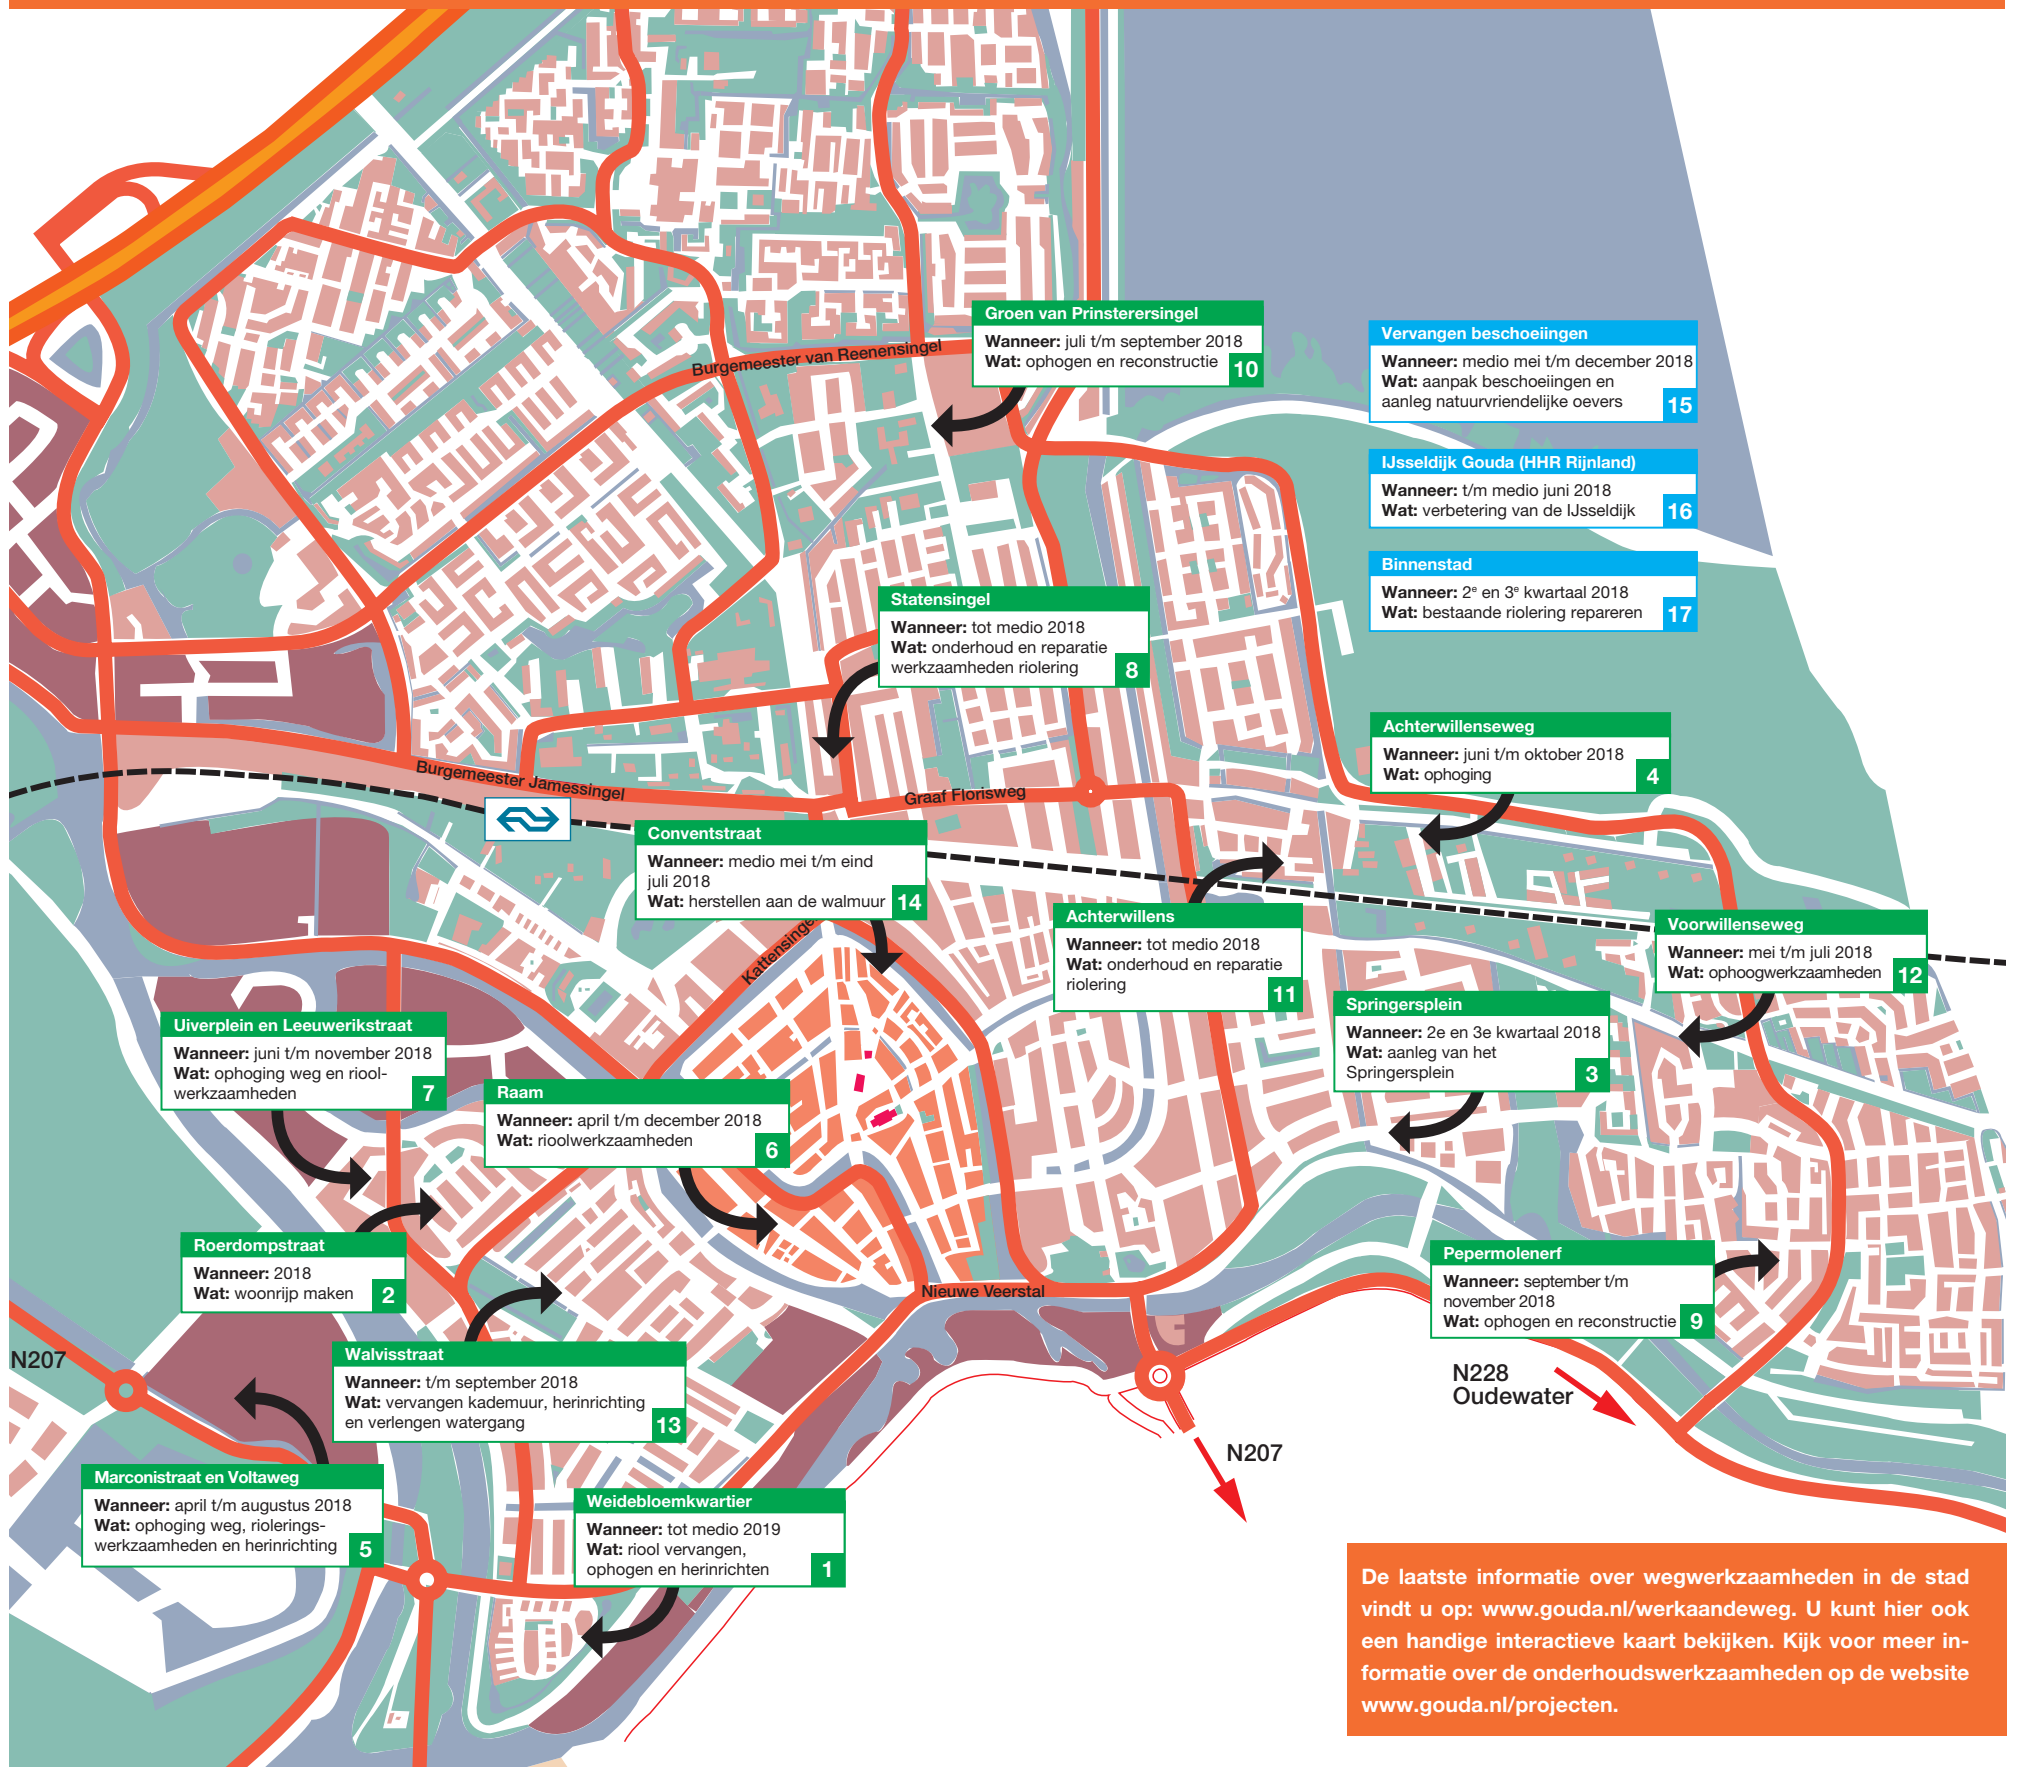 Groen van Prinsterersingel
Wanneer: juli t/m september 2018
Wat: ophogen en reconstructie
10
Burgemeester van Reenensingel
Vervangen beschoeiingen
Wanneer: medio mei t/m december 2018
Wat: aanpak beschoeiingen en
aanleg natuurvriendelijke oevers
15
IJsseldijk Gouda (HHR Rijnland)
Wanneer: t/m medio juni 2018
Wat: verbetering van de IJsseldijk
16
Binnenstad
Wanneer: 2e en 3e kwartaal 2018
Wat: bestaande riolering repareren
17
Statensingel
Wanneer: tot medio 2018
Wat: onderhoud en reparatie
werkzaamheden riolering
8
Achterwillenseweg
Wanneer: juni t/m oktober 2018
Wat: ophoging
4
Burgemeester Jamessingel
Graaf Florisweg
Conventstraat
Wanneer: medio mei t/m eind
juli 2018
Wat: herstellen aan de walmuur
14
Kattensingel
Achterwillens
Wanneer: tot medio 2018
Wat: onderhoud en reparatie
riolering
11
Voorwillenseweg
Wanneer: mei t/m juli 2018
Wat: ophoogwerkzaamheden
12
Springersplein
Wanneer: 2e en 3e kwartaal 2018
Wat: aanleg van het
Springersplein
3
Uiverplein en Leeuwerikstraat
Wanneer: juni t/m november 2018
Wat: ophoging weg en riool-
werkzaamheden
7
Raam
Wanneer: april t/m december 2018
Wat: rioolwerkzaamheden
6
Roerdompstraat
Wanneer: 2018
Wat: woonrijp maken
2
Pepermolenerf
Wanneer: september t/m
november 2018
Wat: ophogen en reconstructie
9
Nieuwe Veerstal
N207
Walvisstraat
Wanneer: t/m september 2018
Wat: vervangen kademuur, herinrichting
en verlengen watergang
13
N228
Oudewater
N207
Marconistraat en Voltaweg
Wanneer: april t/m augustus 2018
Wat: ophoging weg, riolerings-
werkzaamheden en herinrichting
5
Weidebloemkwartier
Wanneer: tot medio 2019
Wat: riool vervangen,
ophogen en herinrichten
1
De laatste informatie over wegwerkzaamheden in de stad
vindt u op: www.gouda.nl/werkaandeweg. U kunt hier ook
een handige interactieve kaart bekijken. Kijk voor meer in-
formatie over de onderhoudswerkzaamheden op de website
www.gouda.nl/projecten.